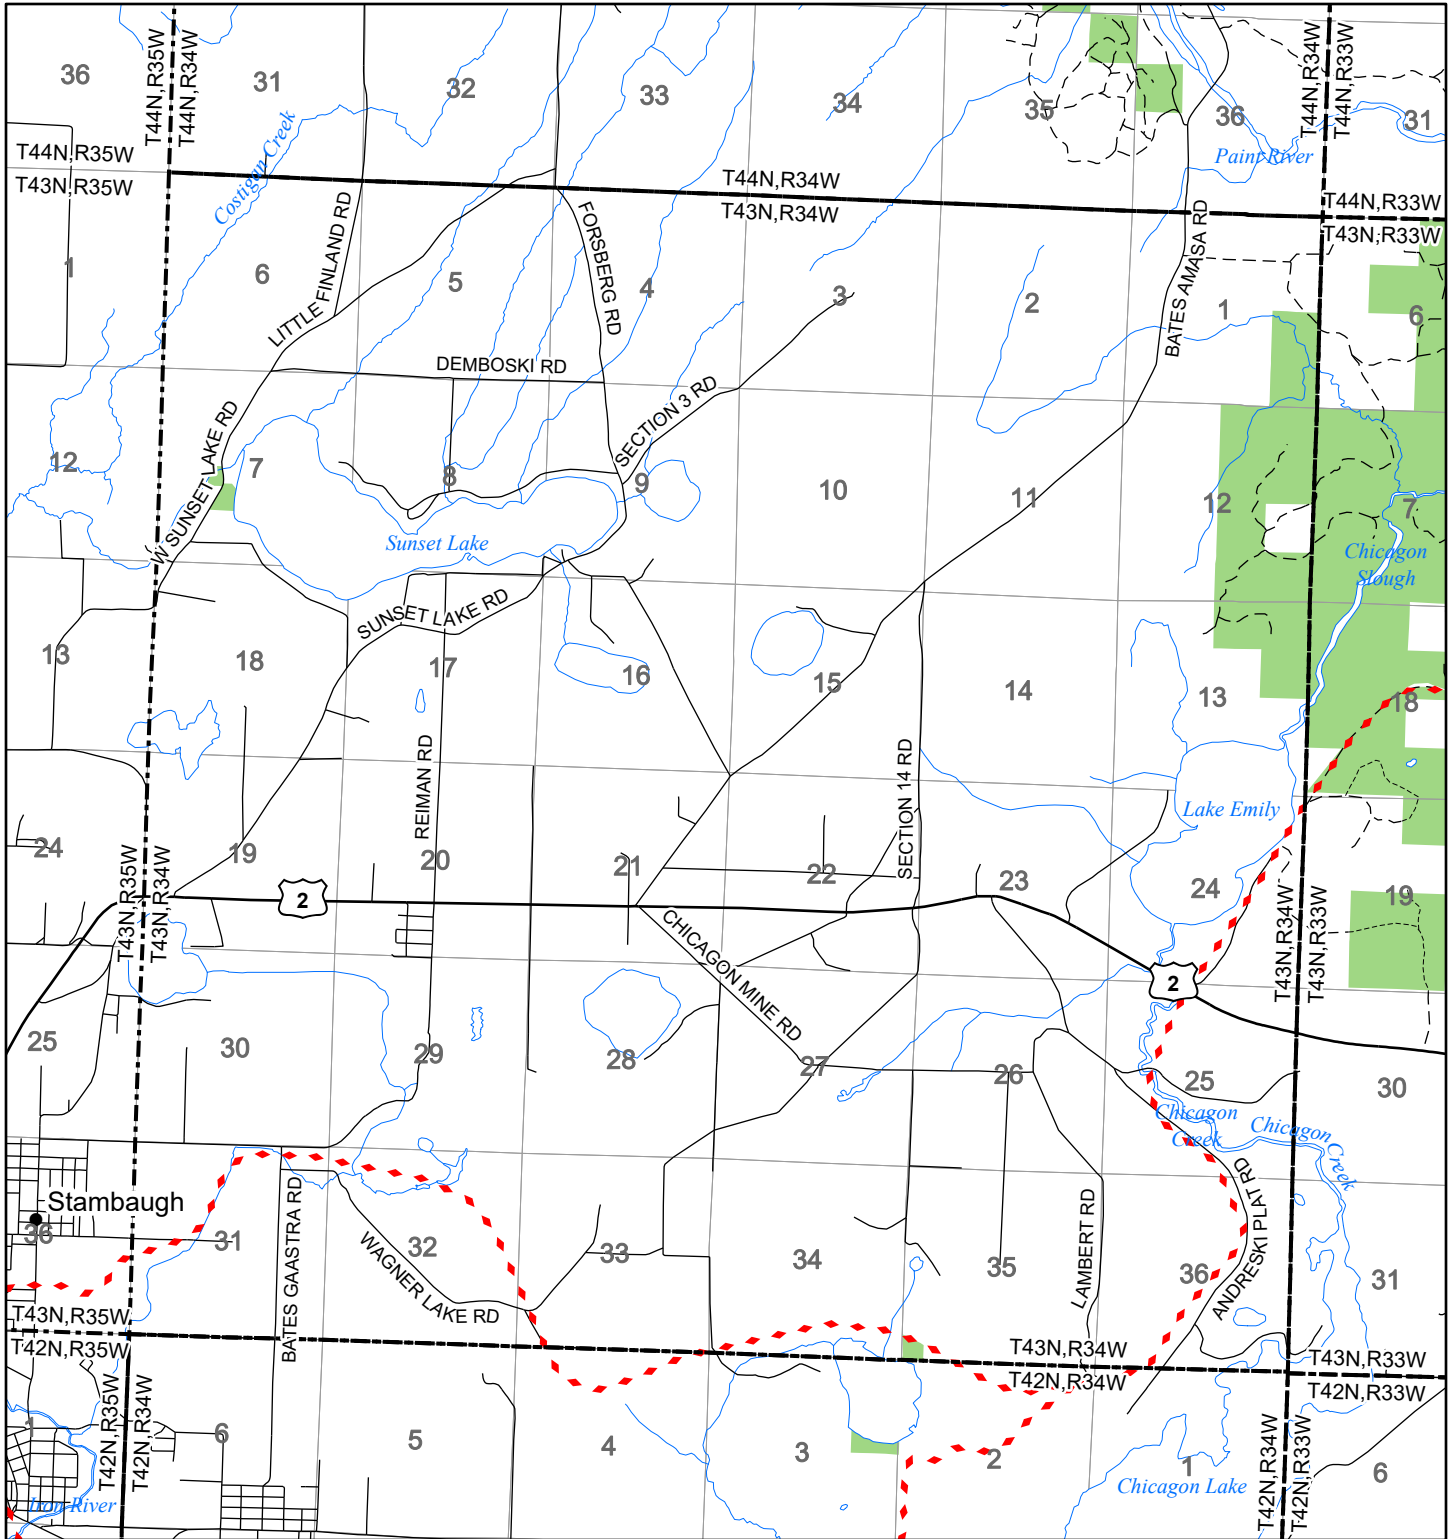 T44N,R35W
T44N,R34W
T44N,R34W
T44N,R33W
36
31
32
33
34
35
36
31
Costigan Creek
Paint River
T44N,R35W
T43N,R35W
T44N,R34W
T43N,R34W
T44N,R33W
T43N,R33W
LITTLE FINLAND RD
FORSBERG RD
BATES AMASA RD
1
6
5
4
3
2
1
6
DEMBOSKI RD
SECTION 3 RD
W SUNSET LAKE RD
12
7
8
9
10
11
12
7
Sunset Lake
Chicagon
Slough
SUNSET LAKE RD
13
18
17
16
15
14
13
18
REIMAN RD
SECTION 14 RD
Lake Emily
24
19
20
21
22
23
24
19
T43N,R35W
T43N,R34W
2
CHICAGON MINE RD
T43N,R34W
T43N,R33W
2
25
30
29
28
27
26
25
30
Chicagon
Creek
Chicagon Creek
Stambaugh
36
31
32
33
34
35
36
31
BATES GAASTRA RD
WAGNER LAKE RD
LAMBERT RD
ANDRESKI PLAT RD
T43N,R35W
T42N,R35W
T43N,R34W
T42N,R34W
T43N,R33W
T42N,R33W
T42N,R35W
T42N,R34W
T42N,R34W
T42N,R33W
1
6
5
4
3
2
1
6
Iron River
Chicagon Lake